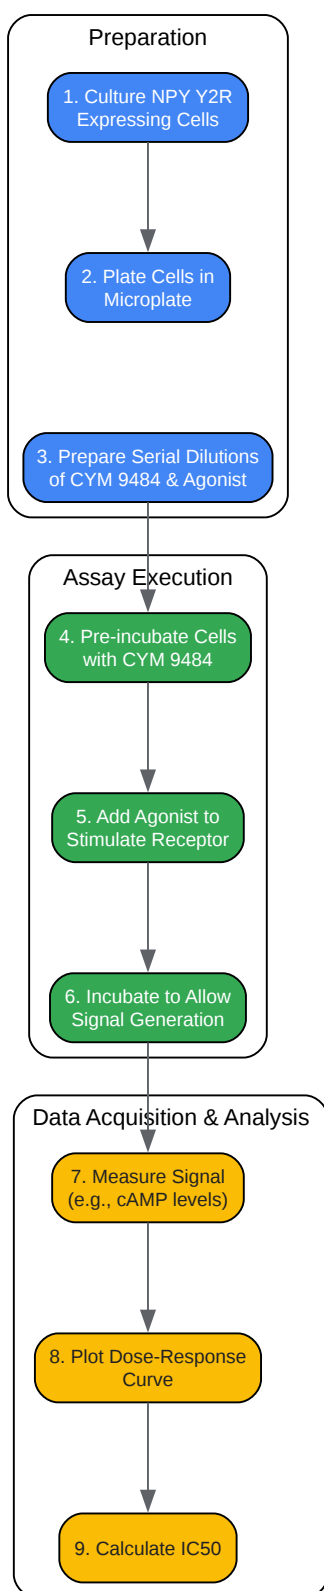 Preparation
1. Culture NPY Y2R
Expressing Cells
2. Plate Cells in
Microplate
3. Prepare Serial Dilutions
of CYM 9484 & Agonist
Assay Execution
4. Pre-incubate Cells
with CYM 9484
5. Add Agonist to
Stimulate Receptor
6. Incubate to Allow
Signal Generation
Data Acquisition & Analysis
7. Measure Signal
(e.g., cAMP levels)
8. Plot Dose-Response
Curve
9. Calculate IC50